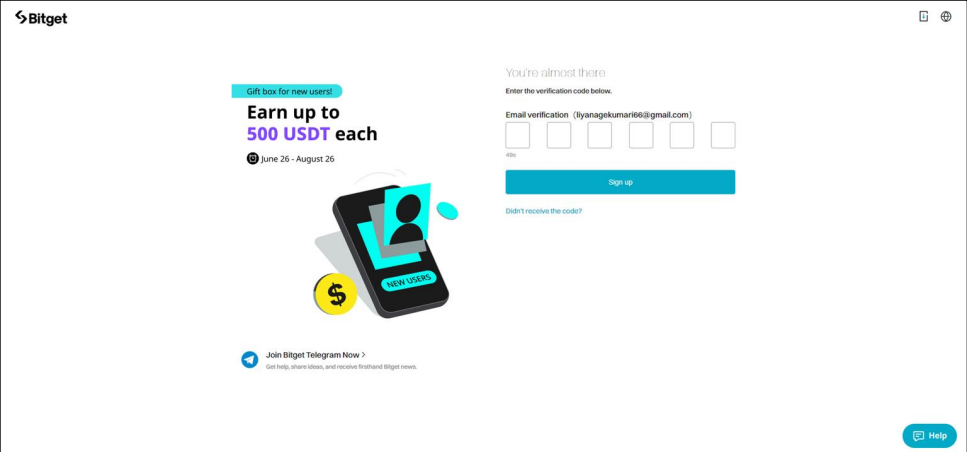 Bitget
Gift box for new users!
Earn up to
500 USDT each
June 26 - August 26
NEW USERS
$
Join Bitget Telegram Now >
Get help, share ideas, and receive firsthand Bitget news.
You're almost there
Enter the verification code below.
Email verification（liyanagekumari66@gmail.com）
49s
Sign up
Didn't receive the code?
Help